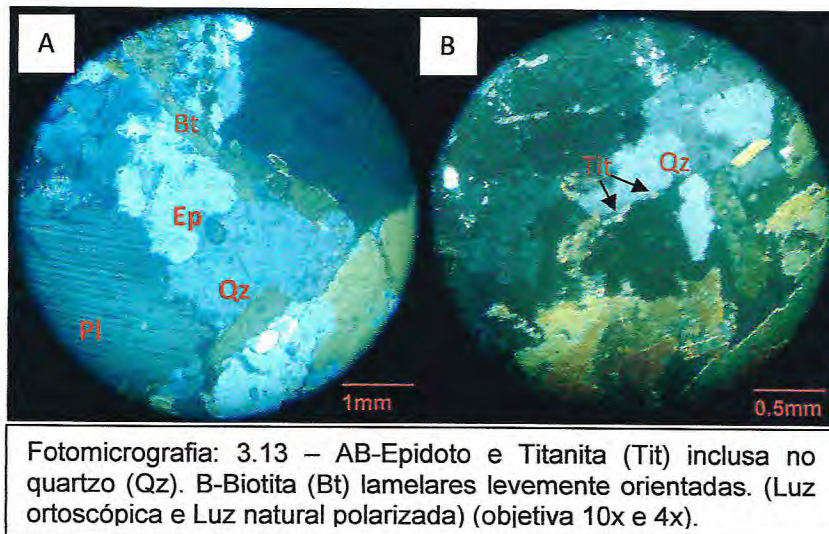 A
B
Bt
Ep
Qz
Pl
1mm
Tit
Qz
0.5mm
Fotomicrografia: 3.13 – AB-Epidoto e Titanita (Tit) inclusa no
quartzo (Qz). B-Biotita (Bt) lamelares levemente orientadas. (Luz
ortoscópica e Luz natural polarizada) (objetiva 10x e 4x).